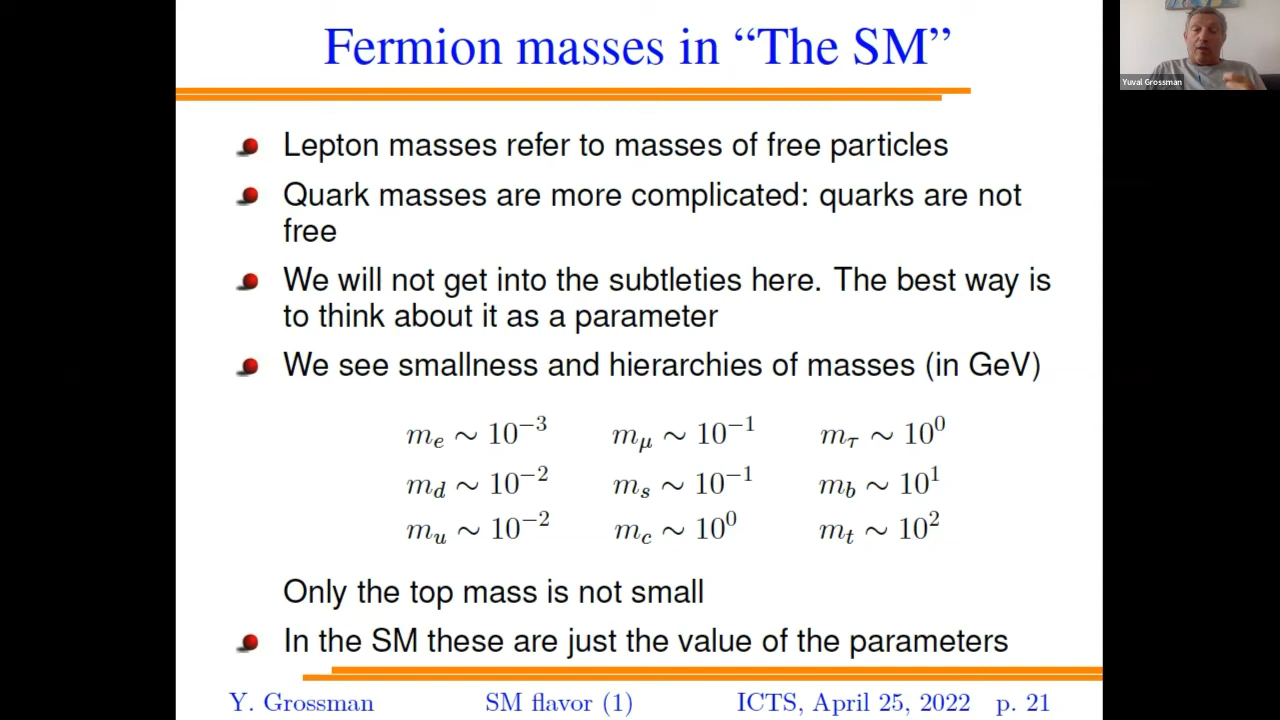 Fermion masses in “The SM”
Yuval Grossman
Lepton masses refer to masses of free particles
Quark masses are more complicated: quarks are not
free
We will not get into the subtleties here. The best way is
to think about it as a parameter
We see smallness and hierarchies of masses (in GeV)
m_e ∼ 10^{−3} m_μ ∼ 10^{−1} m_τ ∼ 10^0
m_d ∼ 10^{−2} m_s ∼ 10^{−1} m_b ∼ 10^1
m_u ∼ 10^{−2} m_c ∼ 10^0 m_t ∼ 10^2
Only the top mass is not small
In the SM these are just the value of the parameters
Y. Grossman SM flavor (1) ICTS, April 25, 2022 p. 21